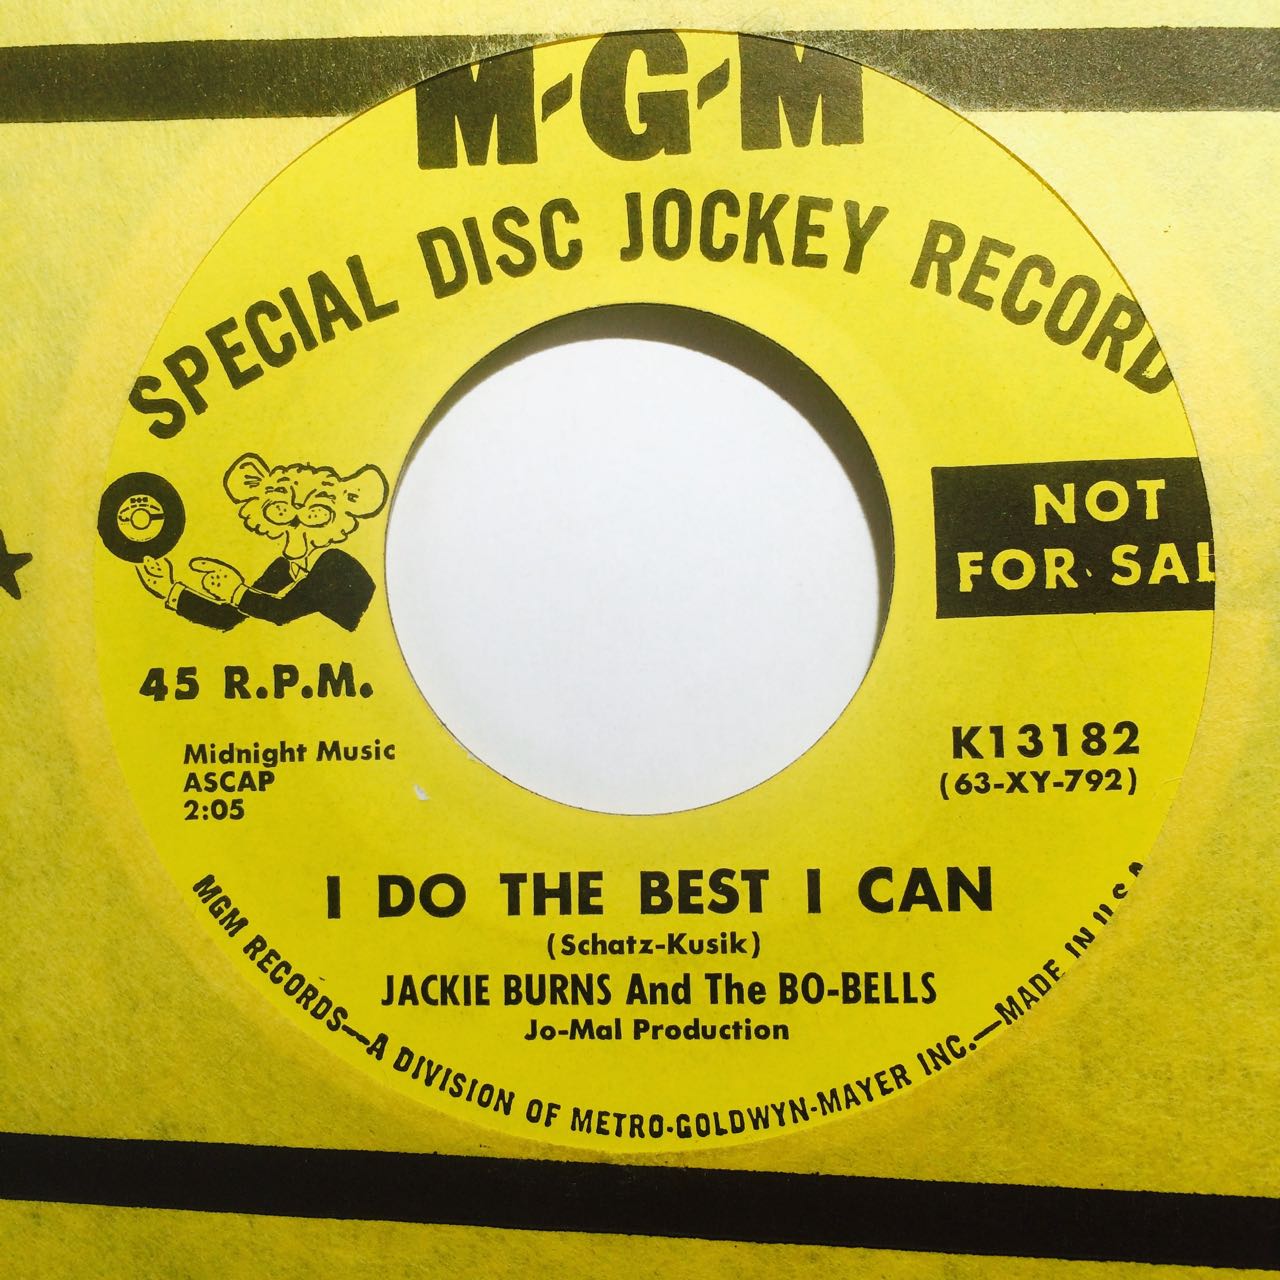 M-G-M
SPECIAL DISC JOCKEY RECORD
NOT
FOR SAL
45 R.P.M.
Midnight Music
ASCAP
2:05
K13182
(63-XY-792)
I DO THE BEST I CAN
(Schatz-Kusik)
JACKIE BURNS And The BO-BELLS
Jo-Mal Production
MGM RECORDS—A DIVISION OF METRO-GOLDWYN-MAYER INC.—MADE IN U.S.A